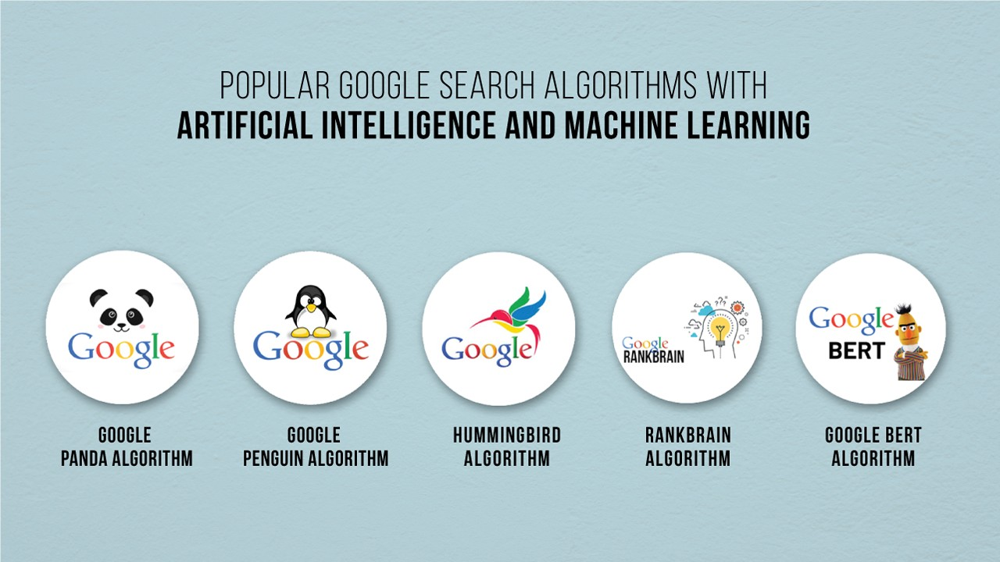 POPULAR GOOGLE SEARCH ALGORITHMS WITH
ARTIFICIAL INTELLIGENCE AND MACHINE LEARNING
Google
Google
Google
Google
RANKBRAIN
Google
BERT
GOOGLE
PANDA ALGORITHM
GOOGLE
PENGUIN ALGORITHM
HUMMINGBIRD
ALGORITHM
RANKBRAIN
ALGORITHM
GOOGLE BERT
ALGORITHM